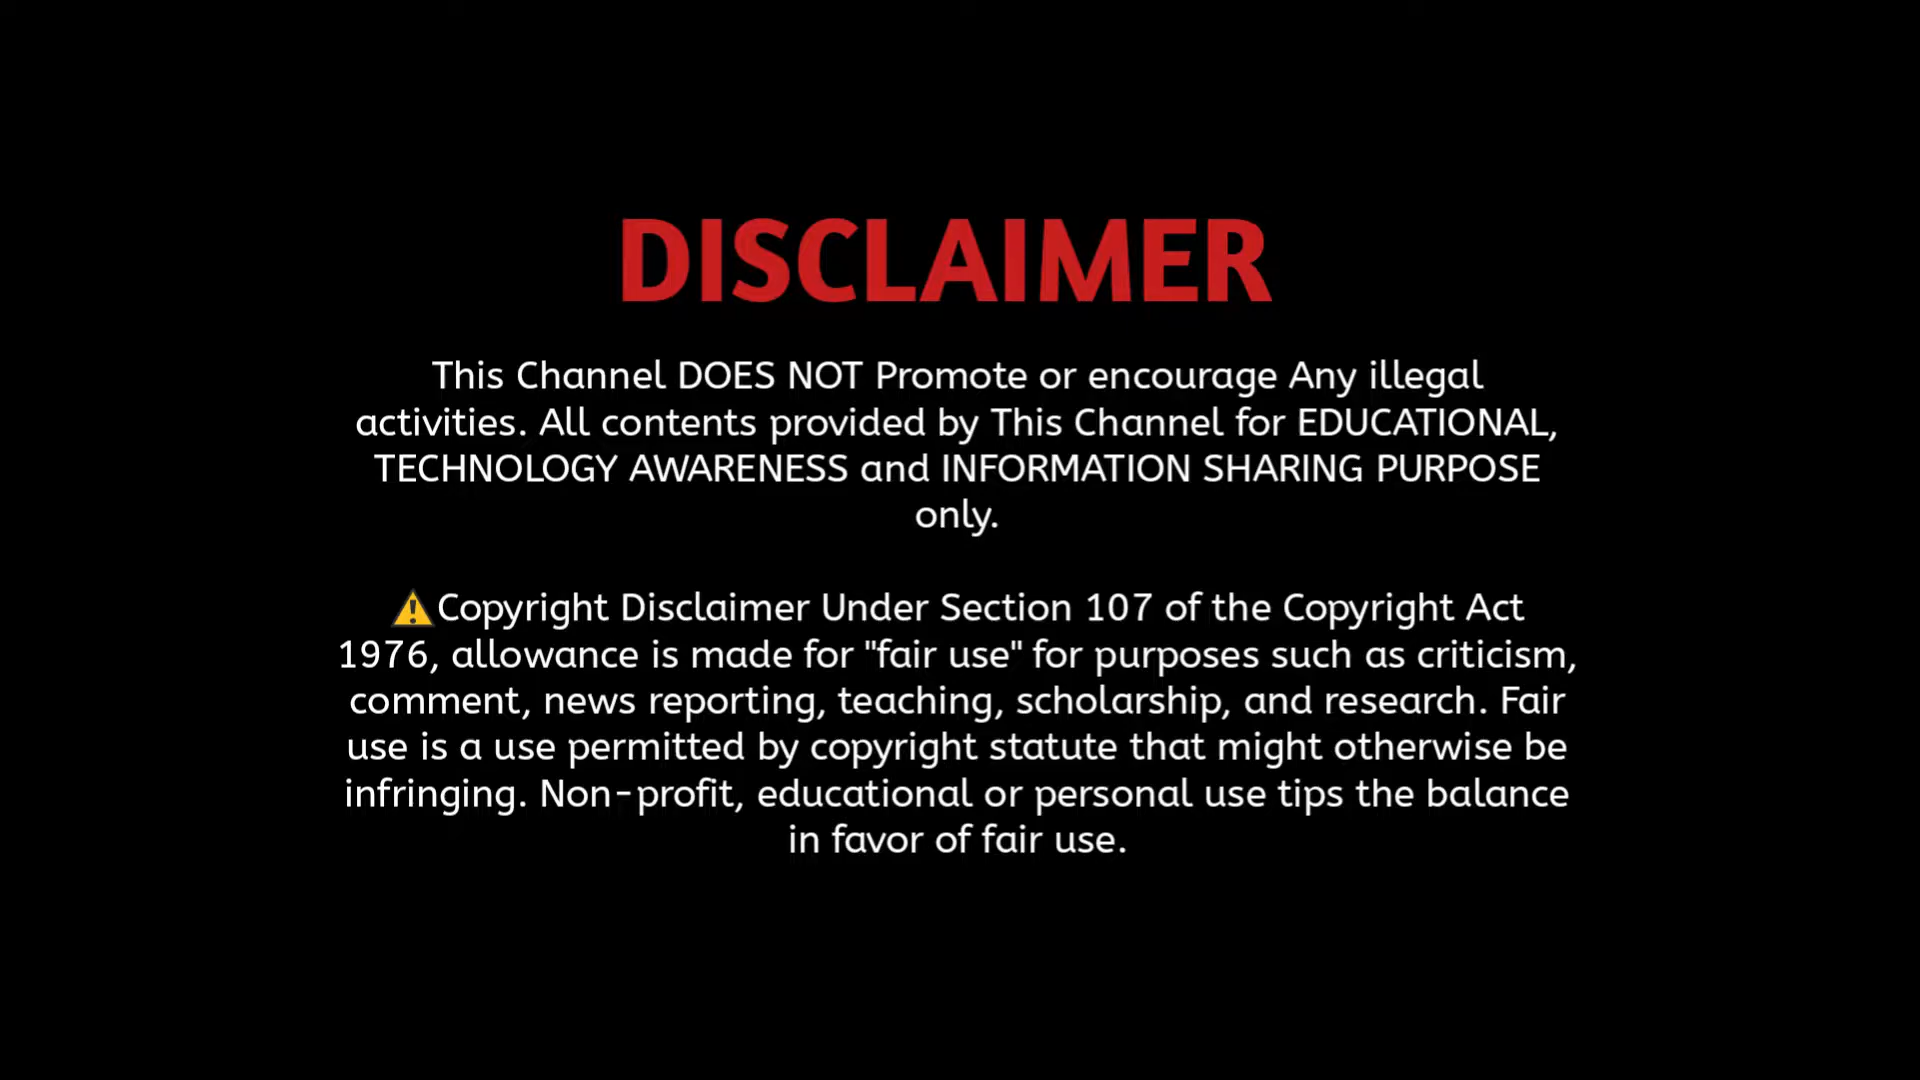 DISCLAIMER
This Channel DOES NOT Promote or encourage Any illegal
activities. All contents provided by This Channel for EDUCATIONAL,
TECHNOLOGY AWARENESS and INFORMATION SHARING PURPOSE
only.
⚠Copyright Disclaimer Under Section 107 of the Copyright Act
1976, allowance is made for "fair use" for purposes such as criticism,
comment, news reporting, teaching, scholarship, and research. Fair
use is a use permitted by copyright statute that might otherwise be
infringing. Non-profit, educational or personal use tips the balance
in favor of fair use.